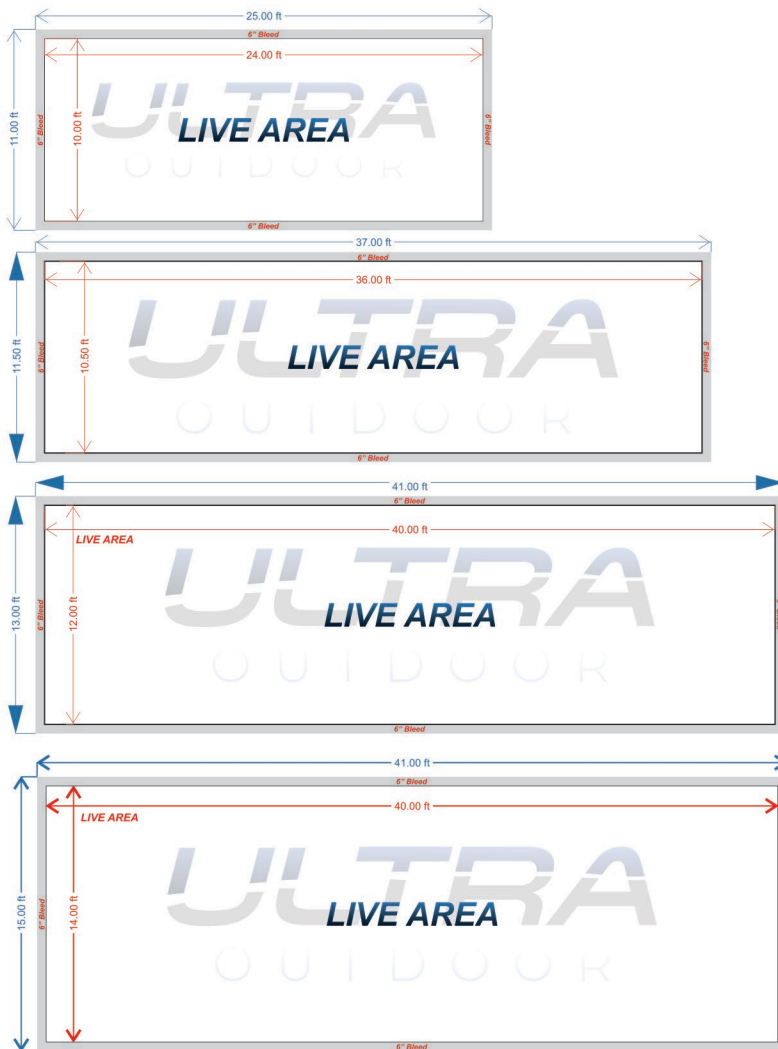 25.00 ft
6" Bleed
24.00 ft
11.00 ft
6" Bleed
10.00 ft
ULTRA
LIVE AREA
OUTDOOR
6" Bleed
6" Bleed
37.00 ft
6" Bleed
36.00 ft
11.50 ft
6" Bleed
10.50 ft
ULTRA
LIVE AREA
OUTDOOR
6" Bleed
6" Bleed
41.00 ft
6" Bleed
40.00 ft
LIVE AREA
13.00 ft
6" Bleed
12.00 ft
ULTRA
LIVE AREA
OUTDOOR
6" Bleed
41.00 ft
6" Bleed
40.00 ft
LIVE AREA
15.00 ft
6" Bleed
14.00 ft
ULTRA
LIVE AREA
OUTDOOR
6" Bleed